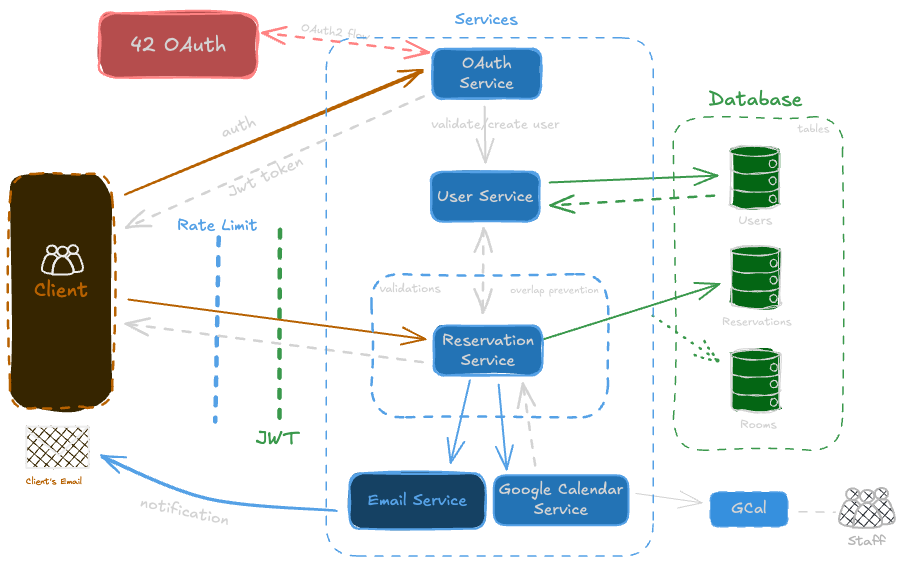 Services
42 OAuth
OAuth2 flow
OAuth
Service
auth
validate/create user
Database
tables
Jwt token
User Service
Users
Rate Limit
Client
validations
overlap prevention
Reservation
Service
Reservations
JWT
Rooms
Client's Email
notification
Email Service
Google Calendar
Service
GCal
Staff